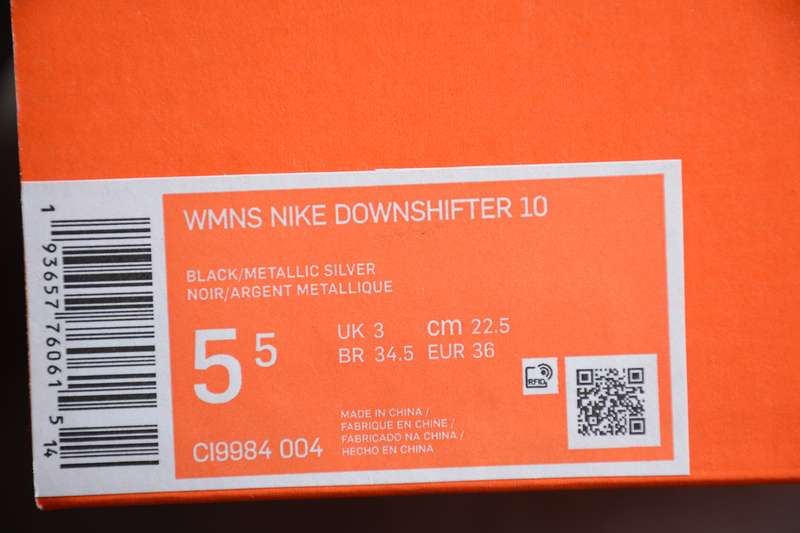 WMNS NIKE DOWNSHIFTER 10
BLACK/METALLIC SILVER
NOIR/ARGENT METALLIQUE
5 5
UK 3 cm 22.5
BR 34.5 EUR 36
RFID
CI9984 004
MADE IN CHINA /
FABRIQUE EN CHINE /
FABRICADO NA CHINA /
HECHO EN CHINA
1 93657 76061 5 14